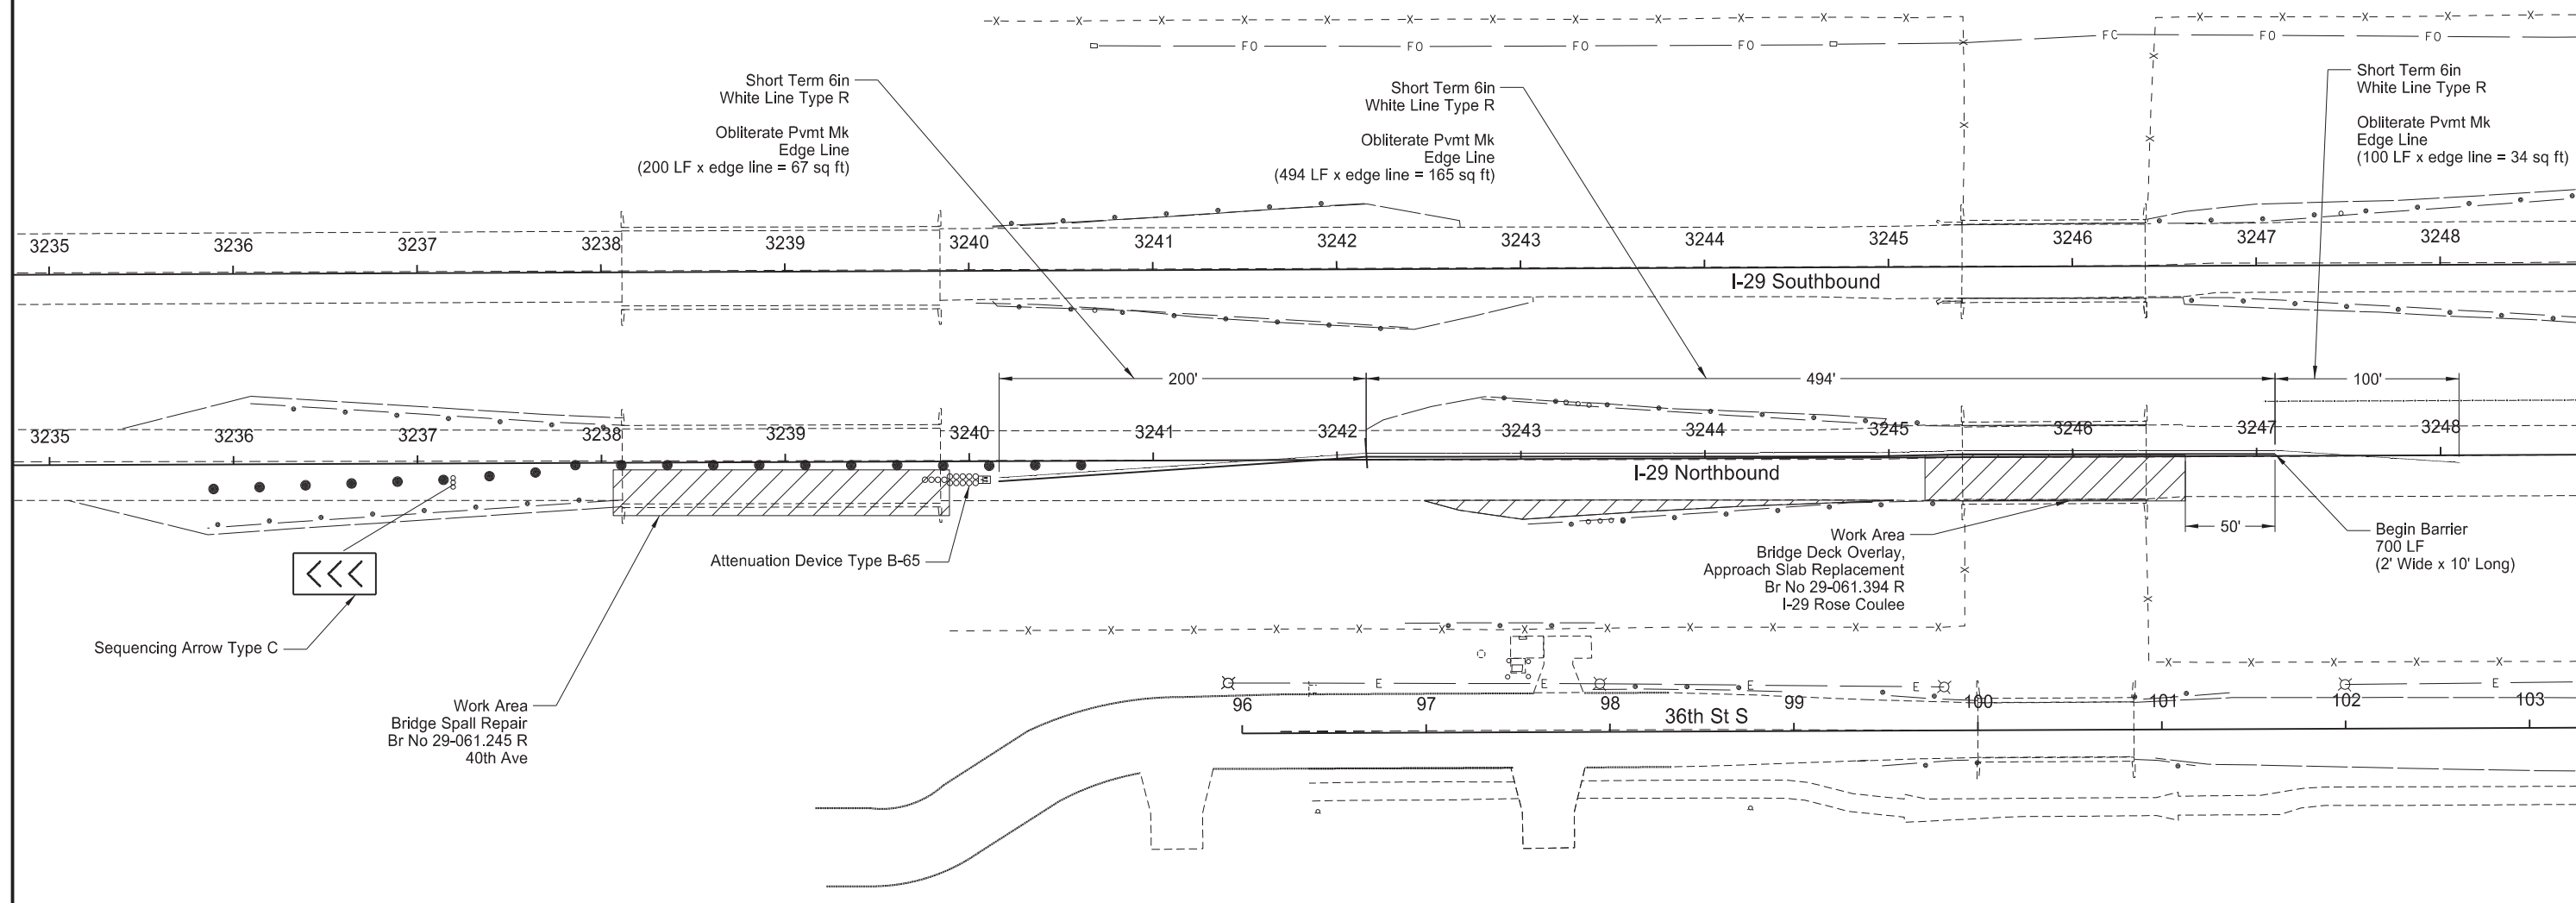 Short Term 6in
White Line Type R
Obliterate Pvmt Mk
Edge Line
(200 LF x edge line = 67 sq ft)
Short Term 6in
White Line Type R
Obliterate Pvmt Mk
Edge Line
(494 LF x edge line = 165 sq ft)
Short Term 6in
White Line Type R
Obliterate Pvmt Mk
Edge Line
(100 LF x edge line = 34 sq ft)
X X X X X X X X X X X X X X X X
FO FO FO FO FC FO FO
X X X X
3235 3236 3237 3238 3239 3240 3241 3242 3243 3244 3245 3246 3247 3248
I-29 Southbound
200' 494' 100'
3235 3236 3237 3238 3239 3240 3241 3242 3243 3244 3245 3246 3247 3248
I-29 Northbound
50'
Begin Barrier
700 LF
(2' Wide x 10' Long)
Work Area
Bridge Deck Overlay,
Approach Slab Replacement
Br No 29-061.394 R
I-29 Rose Coulee
Attenuation Device Type B-65
Sequencing Arrow Type C
Work Area
Bridge Spall Repair
Br No 29-061.245 R
40th Ave
X X
X X X X X X X X X X X X
X X X X X
E E E E E
96 97 98 99 100 101 102 103
36th St S